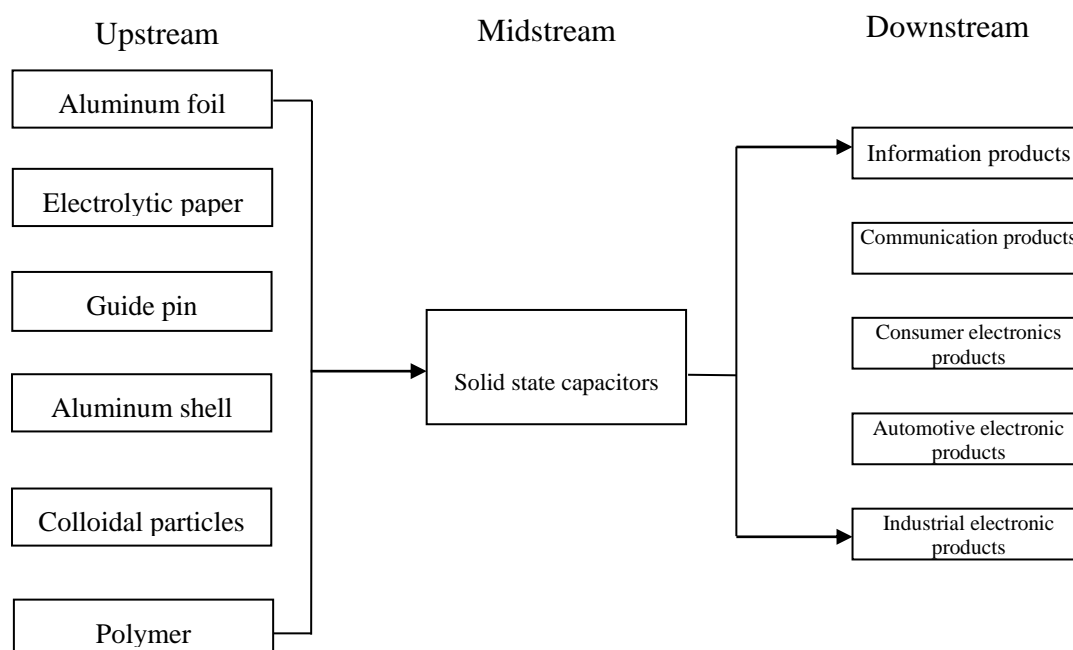 Upstream
Midstream
Downstream
Aluminum foil
Electrolytic paper
Guide pin
Aluminum shell
Colloidal particles
Polymer
Solid state capacitors
Information products
Communication products
Consumer electronics
products
Automotive electronic
products
Industrial electronic
products